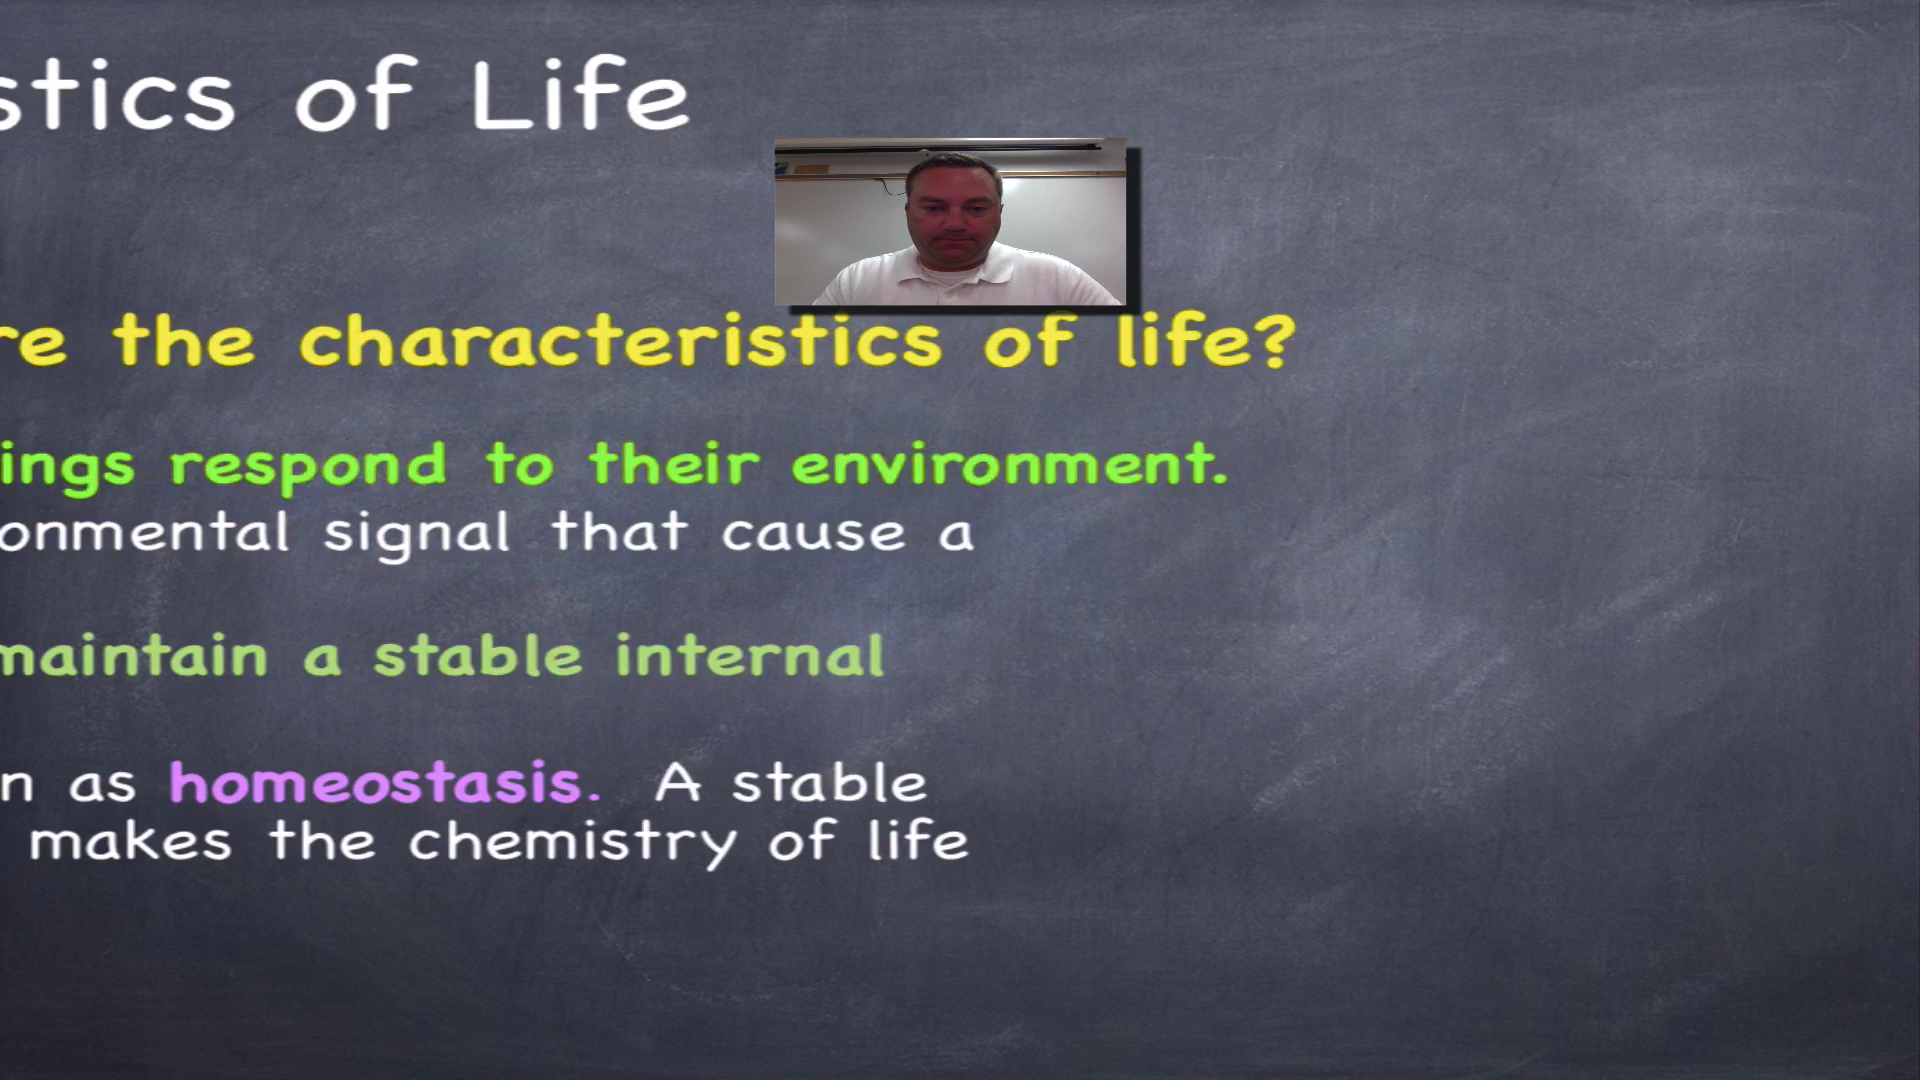 stics of Life
re the characteristics of life?
ings respond to their environment.
onmental signal that cause a
maintain a stable internal
n as homeostasis. A stable
makes the chemistry of life